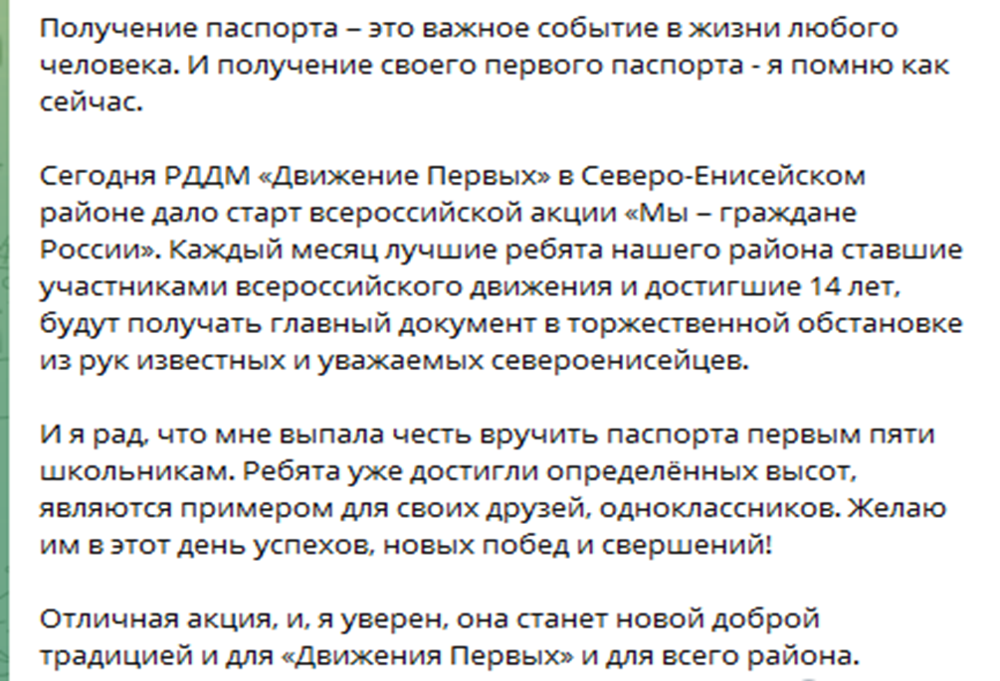 Получение паспорта – это важное событие в жизни любого
человека. И получение своего первого паспорта - я помню как
сейчас.
Сегодня РДДМ «Движение Первых» в Северо-Енисейском
районе дало старт всероссийской акции «Мы – граждане
России». Каждый месяц лучшие ребята нашего района ставшие
участниками всероссийского движения и достигшие 14 лет,
будут получать главный документ в торжественной обстановке
из рук известных и уважаемых североенисейцев.
И я рад, что мне выпала честь вручить паспорта первым пяти
школьникам. Ребята уже достигли определённых высот,
являются примером для своих друзей, одноклассников. Желаю
им в этот день успехов, новых побед и свершений!
Отличная акция, и, я уверен, она станет новой доброй
традицией и для «Движения Первых» и для всего района.